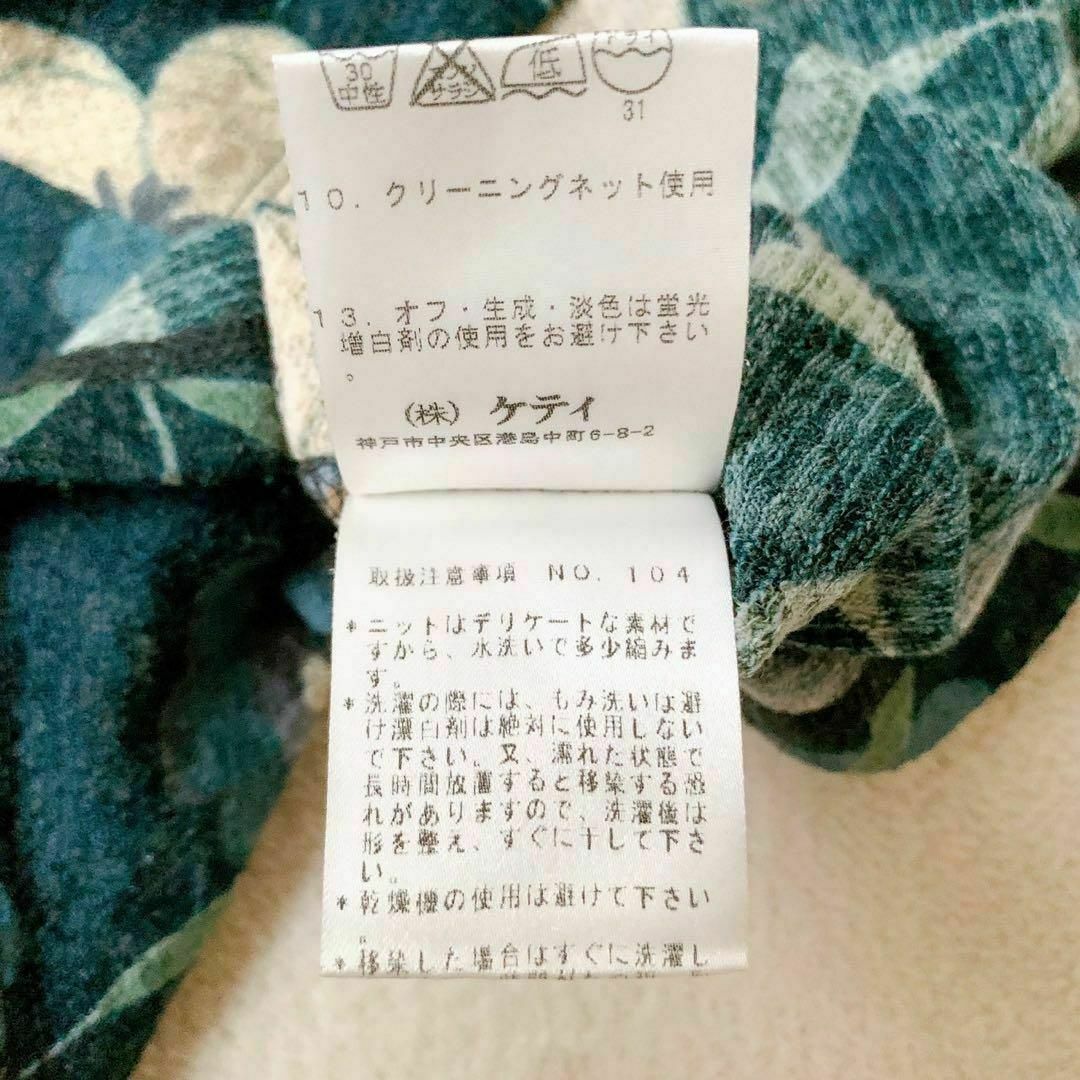 30 エンソ サラシ 低 ドライ
中性
31
10. クリーニングネット使用
13. オフ・生成・淡色は蛍光
増白剤の使用をお避け下さい
。
(株) ケティ
神戸市中央区港島中町6-8-2
取扱注意事項 NO. 104
*ニットはデリケートな素材で
すから、水洗いで多少縮みま
す。
*洗濯の際には、もみ洗いは避
け漂白剤は絶対に使用しない
で下さい。又、濡れた状態で
長時間放置すると移染する恐
れがありますので、洗濯後は
形を整え、すぐに干して下さ
い。
*乾燥機の使用は避けて下さい
。
*移染した場合はすぐに洗濯し